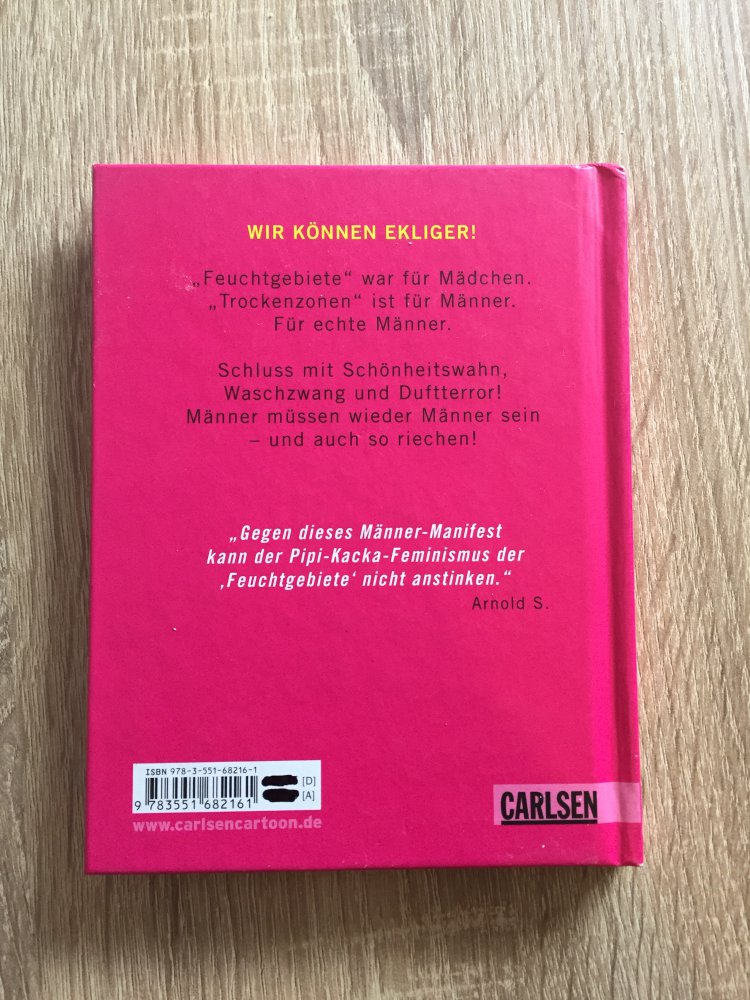 WIR KÖNNEN EKLIGER!
„Feuchtgebiete“ war für Mädchen.
„Trockenzonen“ ist für Männer.
Für echte Männer.
Schluss mit Schönheitswahn,
Waschzwang und Duftterror!
Männer müssen wieder Männer sein
– und auch so riechen!
„Gegen dieses Männer-Manifest
kann der Pipi-Kacka-Feminismus der
‚Feuchtgebiete‘ nicht anstinken.“
Arnold S.
ISBN 978-3-551-68216-1
[D]
[A]
9 783551 682161
www.carlsencartoon.de
CARLSEN